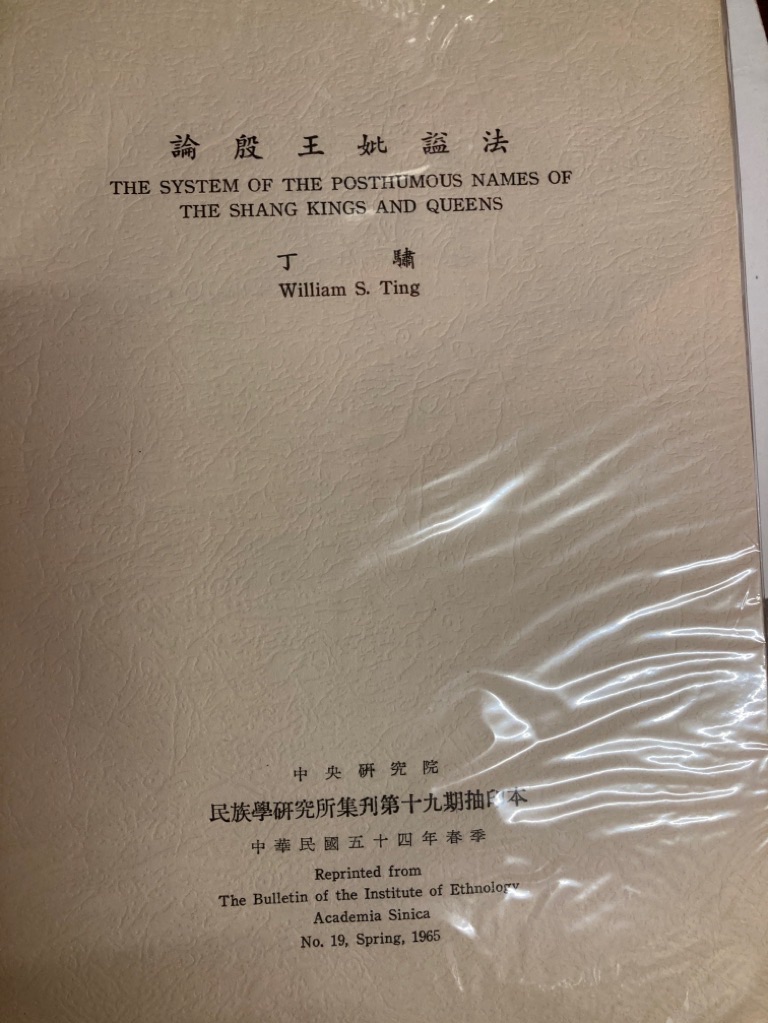 論殷王妣謚法
THE SYSTEM OF THE POSTHUMOUS NAMES OF
THE SHANG KINGS AND QUEENS
丁驌
William S. Ting
中央研究院
民族學研究所集刊第十九期抽印本
中華民國五十四年春季
Reprinted from
The Bulletin of the Institute of Ethnology
Academia Sinica
No. 19, Spring, 1965